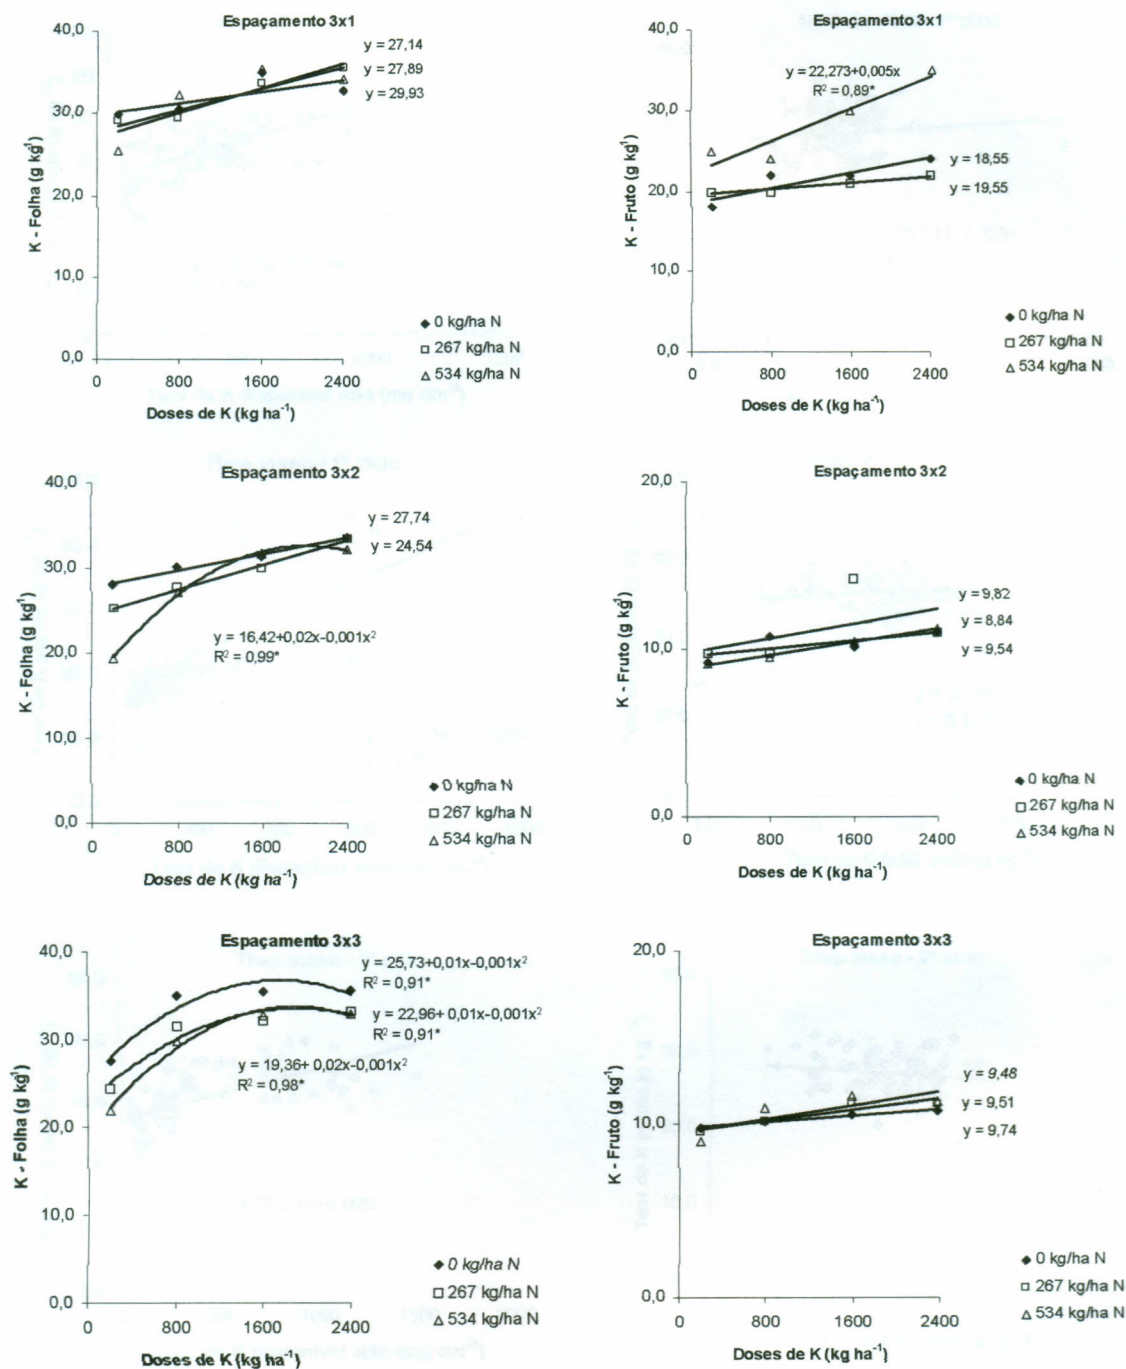 Espaçamento 3x1
40,0
30,0
20,0
10,0
0,0
K - Folha (g kg¹)
y = 27,14
y = 27,89
y = 29,93
0 kg/ha N
267 kg/ha N
534 kg/ha N
0 800 1600 2400
Doses de K (kg ha⁻¹)
Espaçamento 3x1
40,0
30,0
20,0
10,0
0,0
K - Fruto (g kg¹)
y = 22,273+0,005x
R² = 0,89*
y = 18,55
y = 19,55
0 kg/ha N
267 kg/ha N
534 kg/ha N
0 800 1600 2400
Doses de K (kg ha⁻¹)
Espaçamento 3x2
40,0
30,0
20,0
10,0
0,0
K - Folha (g kg¹)
y = 27,74
y = 24,54
y = 16,42+0,02x-0,001x²
R² = 0,99*
0 kg/ha N
267 kg/ha N
534 kg/ha N
0 800 1600 2400
Doses de K (kg ha⁻¹)
Espaçamento 3x2
20,0
10,0
0,0
K - Fruto (g kg¹)
y = 9,82
y = 8,84
y = 9,54
0 kg/ha N
267 kg/ha N
534 kg/ha N
0 800 1600 2400
Doses de K (kg ha⁻¹)
Espaçamento 3x3
40,0
30,0
20,0
10,0
0,0
K - Folha (g kg¹)
y = 25,73+0,01x-0,001x²
R² = 0,91*
y = 22,96+ 0,01x-0,001x²
R² = 0,91*
y = 19,36+ 0,02x-0,001x²
R² = 0,98*
0 kg/ha N
267 kg/ha N
534 kg/ha N
0 800 1600 2400
Doses de K (kg ha⁻¹)
Espaçamento 3x3
20,0
10,0
0,0
K - Fruto (g kg¹)
y = 9,48
y = 9,51
y = 9,74
0 kg/ha N
267 kg/ha N
534 kg/ha N
0 800 1600 2400
Doses de K (kg ha⁻¹)